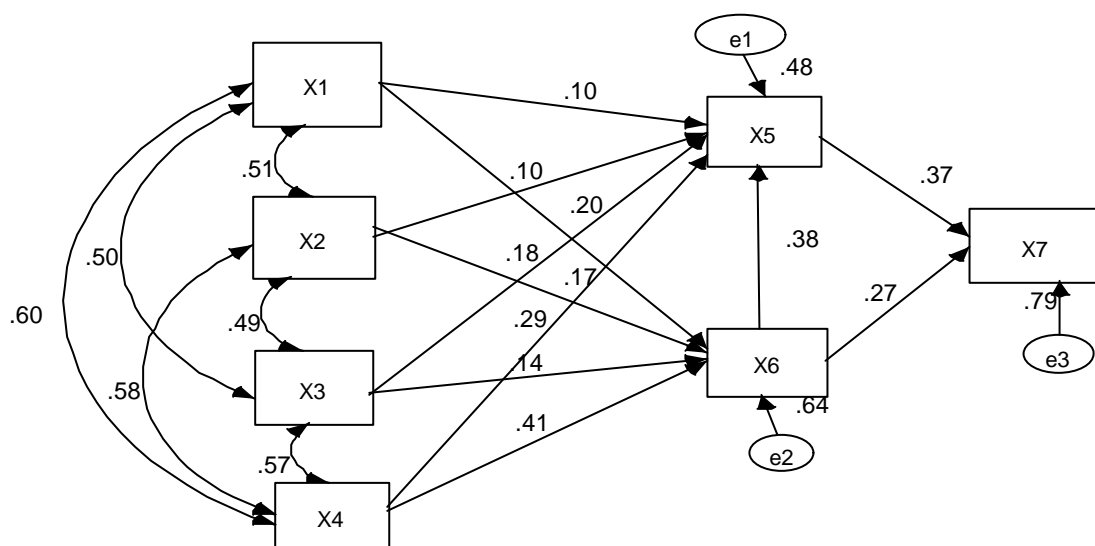 e1
.48
X1
.10
X5
.51
.10
.37
X2
.20
.50
.18
.38
X7
.17
.27
.60
.49
.29
.79
X3
.14
X6
.58
.41
.64
e3
.57
e2
X4